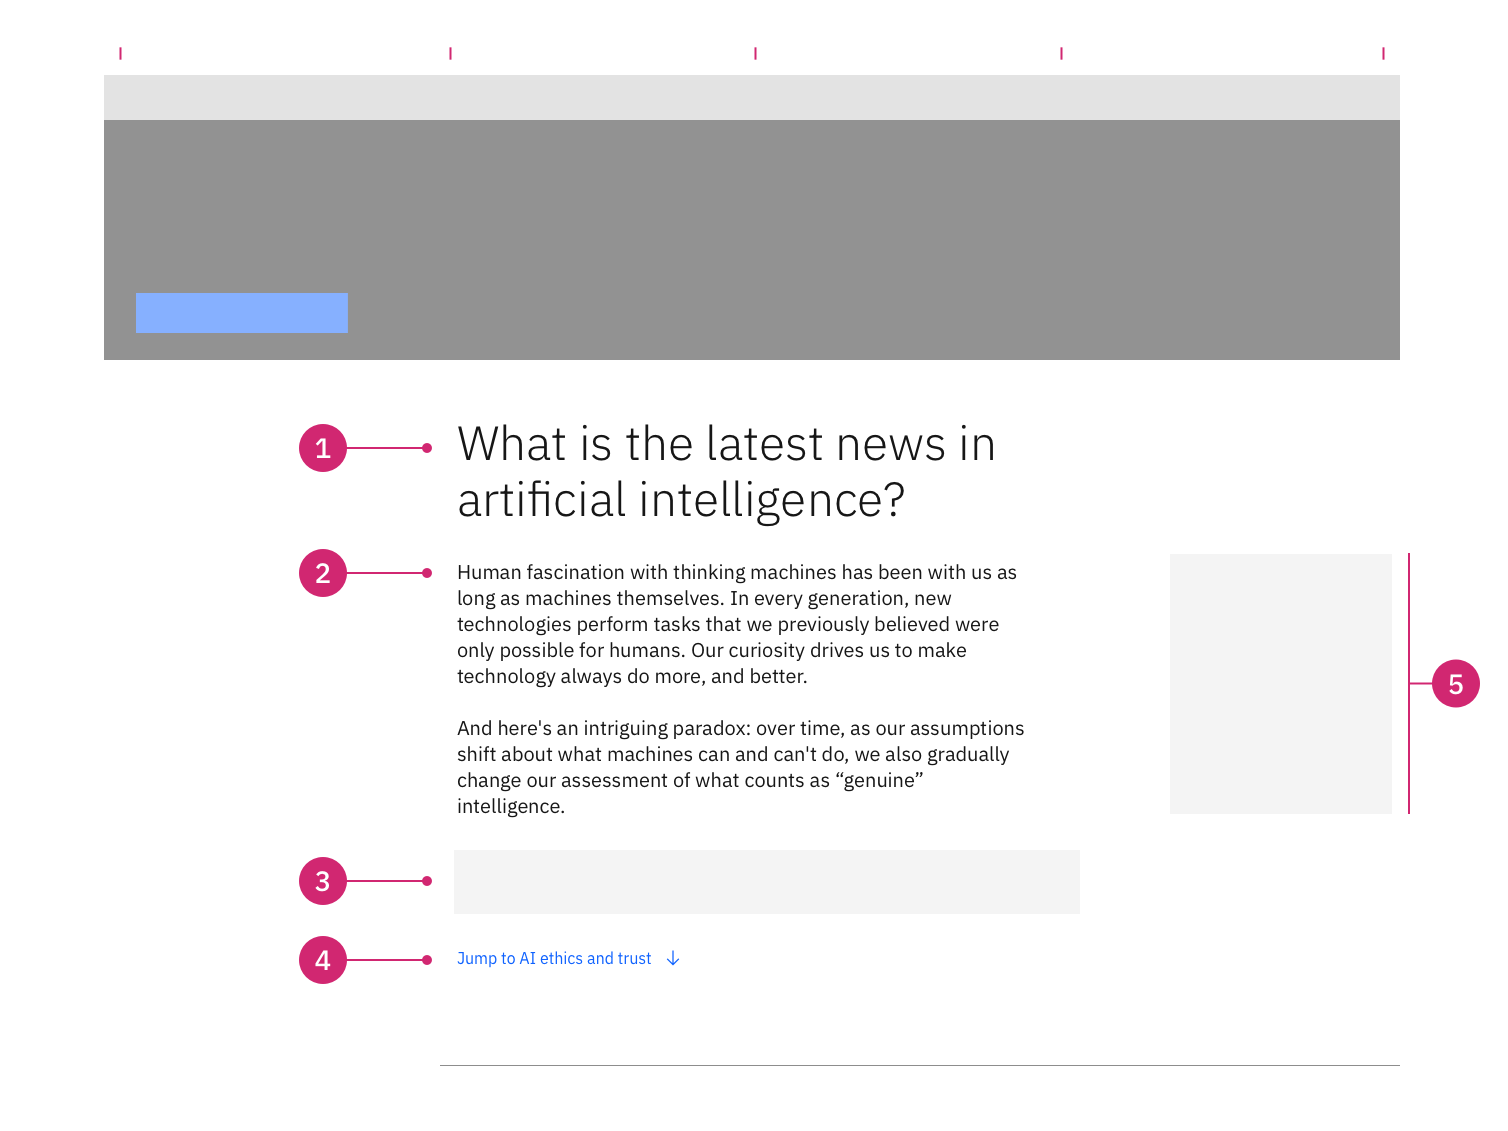 1
What is the latest news in
artificial intelligence?
2
Human fascination with thinking machines has been with us as
long as machines themselves. In every generation, new
technologies perform tasks that we previously believed were
only possible for humans. Our curiosity drives us to make
technology always do more, and better.
And here's an intriguing paradox: over time, as our assumptions
shift about what machines can and can't do, we also gradually
change our assessment of what counts as “genuine”
intelligence.
5
3
4
Jump to AI ethics and trust ↓